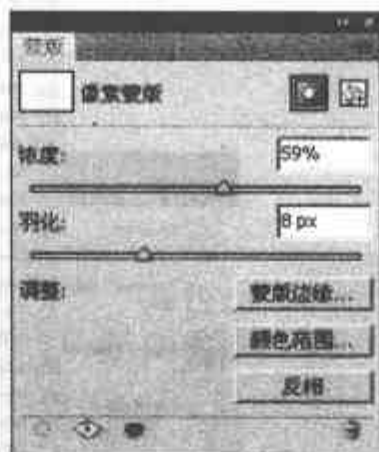 蒙版
像素蒙版
浓度: 59%
羽化: 8 px
调整: 蒙版边缘...
颜色范围...
反相